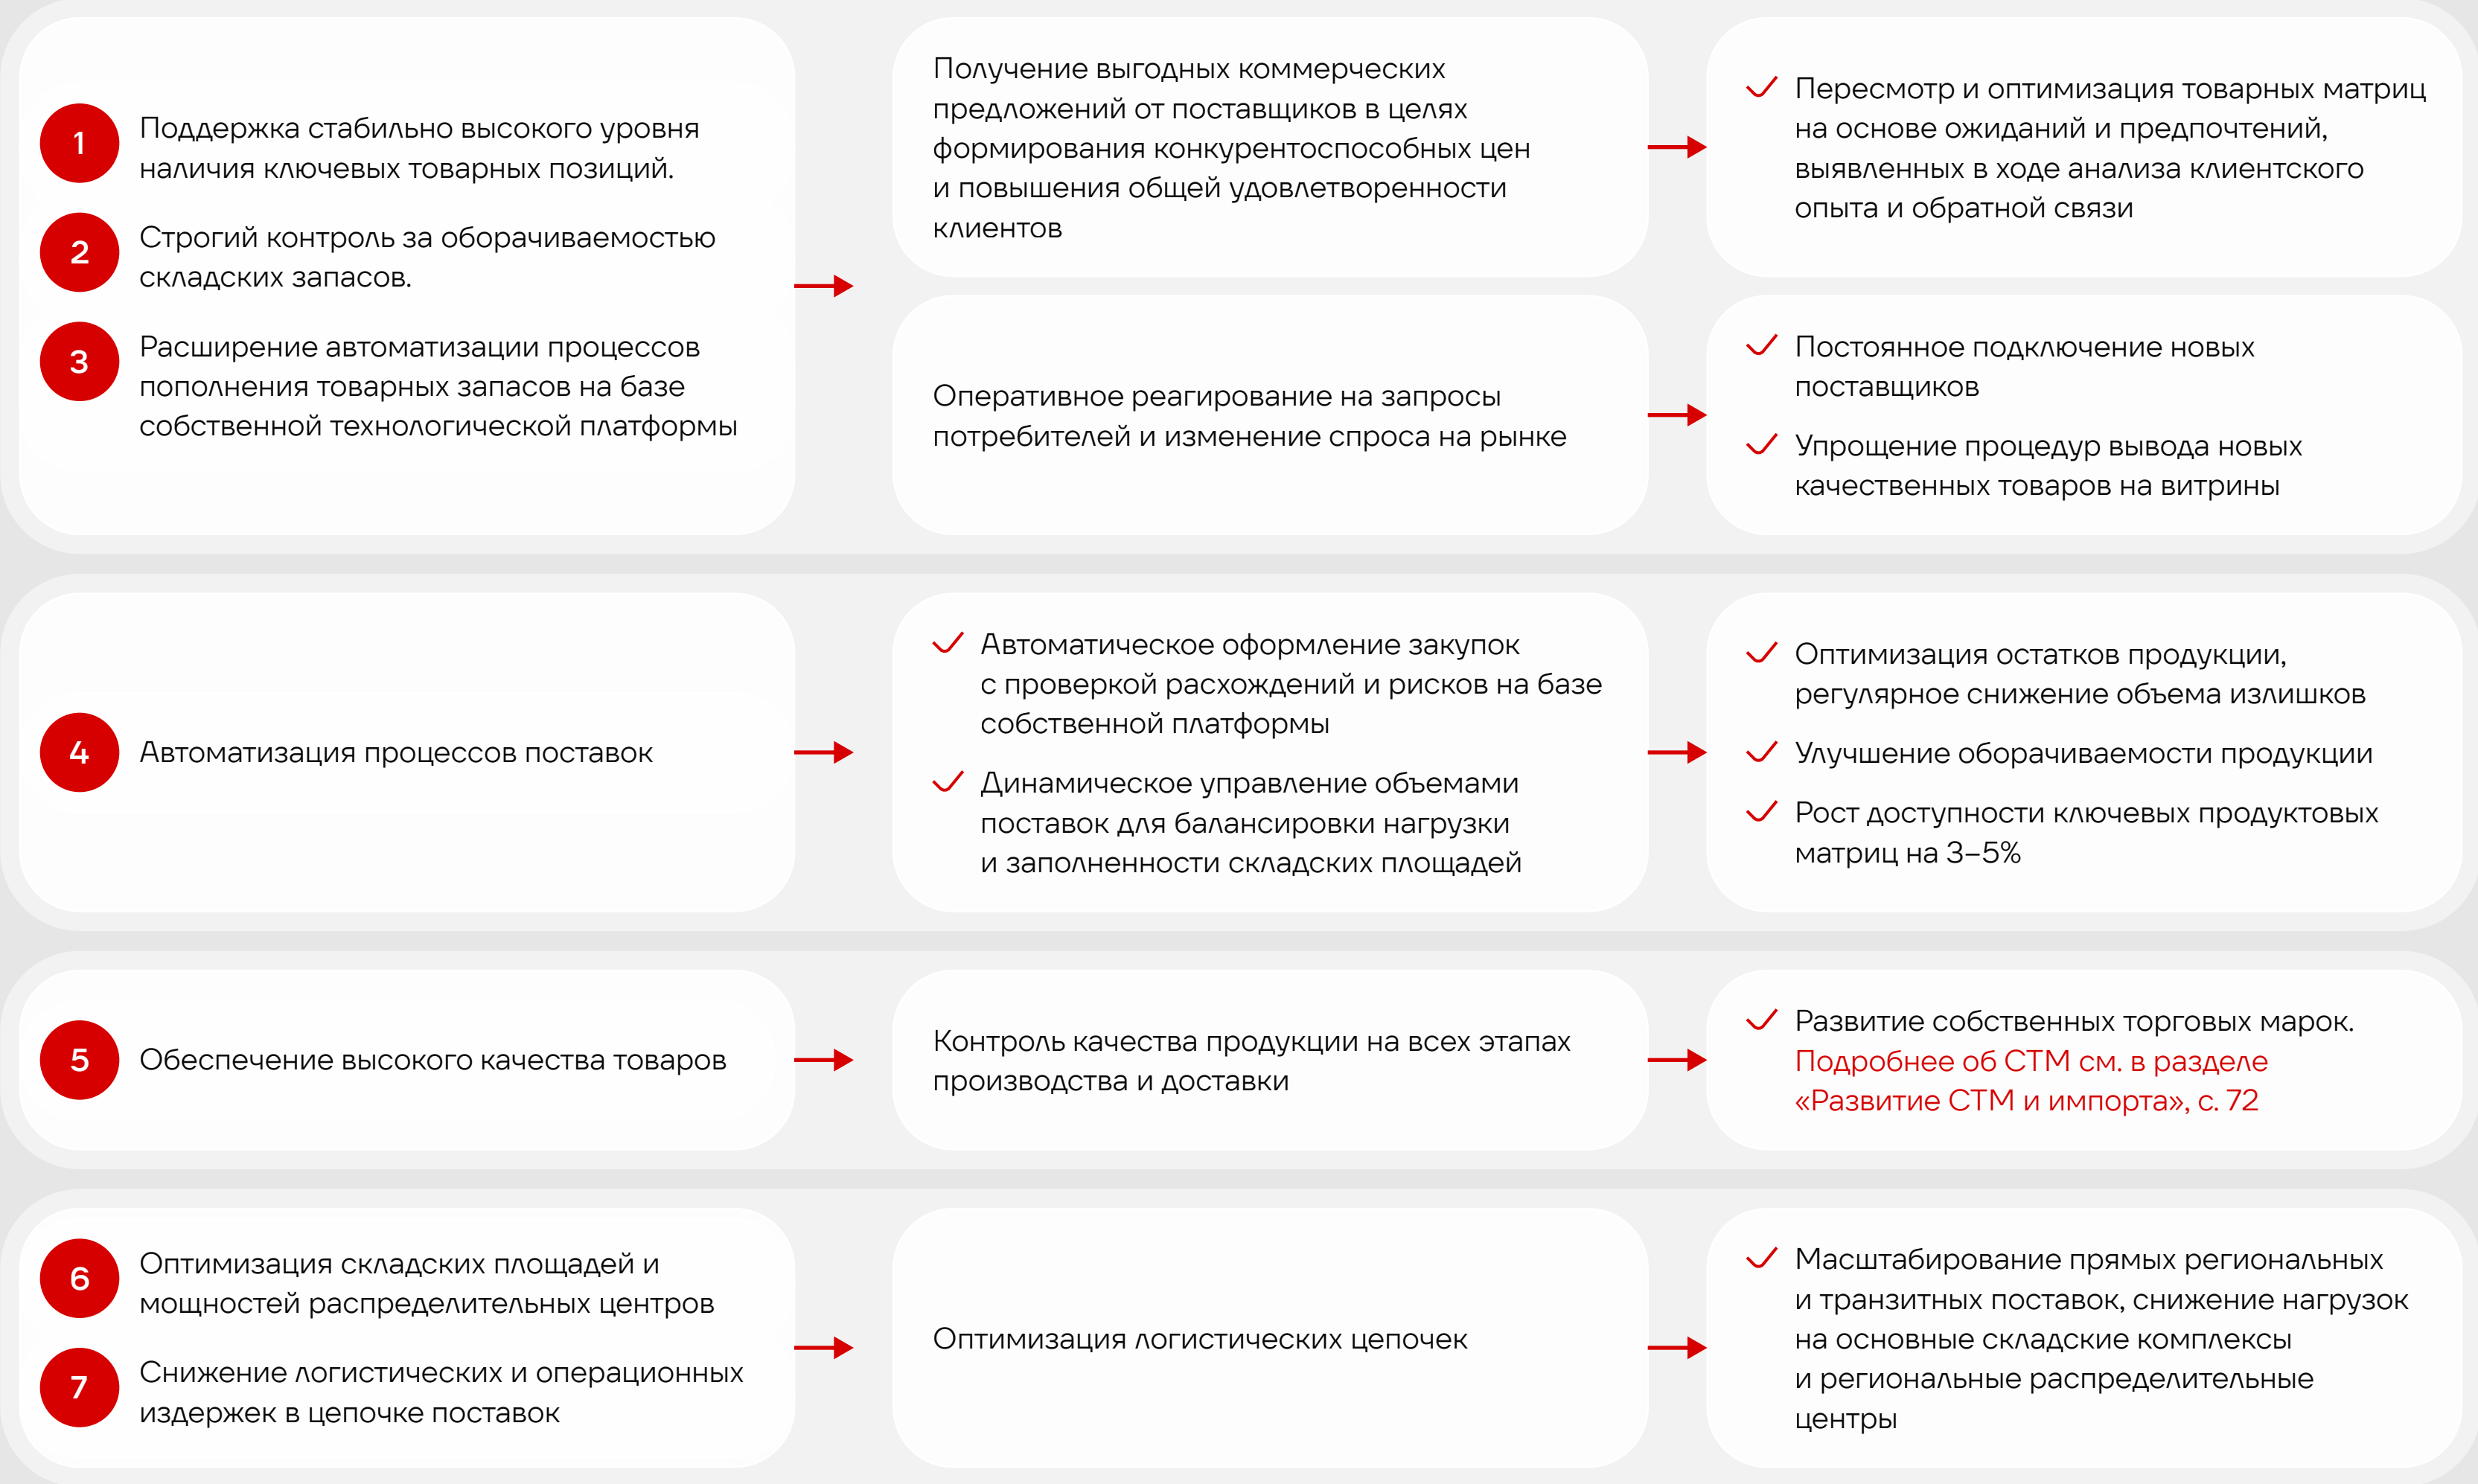 1
Поддержка стабильно высокого уровня
наличия ключевых товарных позиций.
2
Строгий контроль за оборачиваемостью
складских запасов.
3
Расширение автоматизации процессов
пополнения товарных запасов на базе
собственной технологической платформы
Получение выгодных коммерческих
предложений от поставщиков в целях
формирования конкурентоспособных цен
и повышения общей удовлетворенности
клиентов
Пересмотр и оптимизация товарных матриц
на основе ожиданий и предпочтений,
выявленных в ходе анализа клиентского
опыта и обратной связи
Оперативное реагирование на запросы
потребителей и изменение спроса на рынке
Постоянное подключение новых
поставщиков
Упрощение процедур вывода новых
качественных товаров на витрины
4
Автоматизация процессов поставок
Автоматическое оформление закупок
с проверкой расхождений и рисков на базе
собственной платформы
Динамическое управление объемами
поставок для балансировки нагрузки
и заполненности складских площадей
Оптимизация остатков продукции,
регулярное снижение объема излишков
Улучшение оборачиваемости продукции
Рост доступности ключевых продуктовых
матриц на 3–5%
5
Обеспечение высокого качества товаров
Контроль качества продукции на всех этапах
производства и доставки
Развитие собственных торговых марок.
Подробнее об СТМ см. в разделе
«Развитие СТМ и импорта», с. 72
6
Оптимизация складских площадей и
мощностей распределительных центров
7
Снижение логистических и операционных
издержек в цепочке поставок
Оптимизация логистических цепочек
Масштабирование прямых региональных
и транзитных поставок, снижение нагрузок
на основные складские комплексы
и региональные распределительные
центры